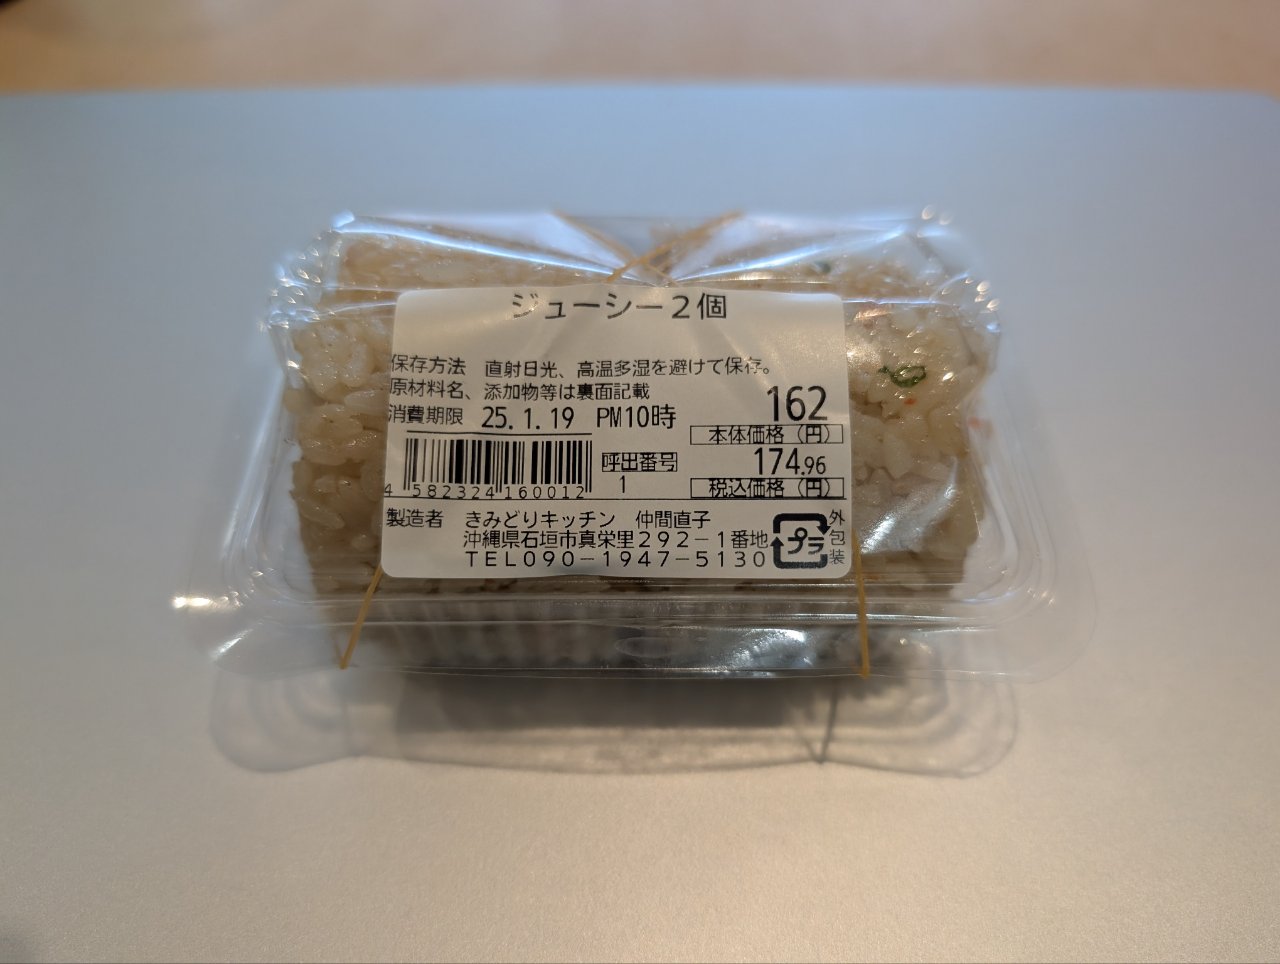 ジューシー２個
保存方法　直射日光、高温多湿を避けて保存。
原材料名、添加物等は裏面記載
消費期限　25.1.19　PM10時
162
本体価格（円）
呼出番号
1
174.96
税込価格（円）
4 582324 160012
製造者　きみどりキッチン　仲間直子
沖縄県石垣市真栄里２９２－１番地
ＴＥＬ０９０－１９４７－５１３０
プラ
外包装